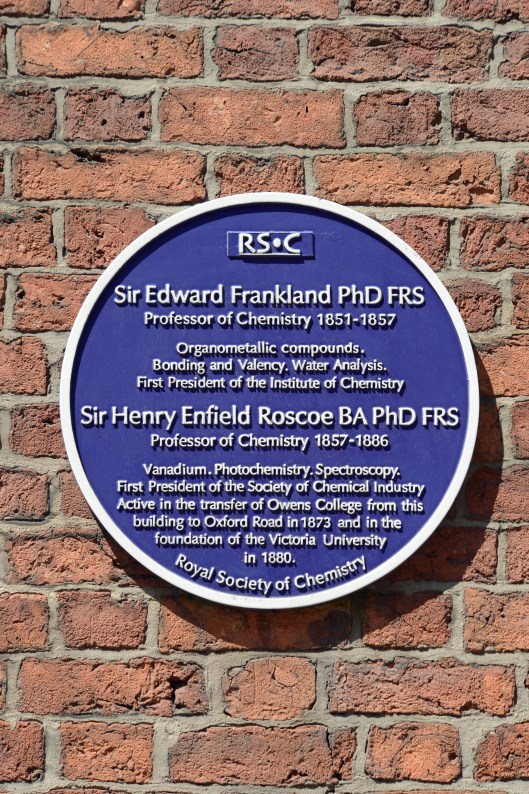 RS•C
Sir Edward Frankland PhD FRS
Professor of Chemistry 1851-1857
Organometallic compounds.
Bonding and Valency. Water Analysis.
First President of the Institute of Chemistry
Sir Henry Enfield Roscoe BA PhD FRS
Professor of Chemistry 1857-1886
Vanadium. Photochemistry. Spectroscopy.
First President of the Society of Chemical Industry
Active in the transfer of Owens College from this
building to Oxford Road in 1873 and in the
foundation of the Victoria University
in 1880.
Royal Society of Chemistry